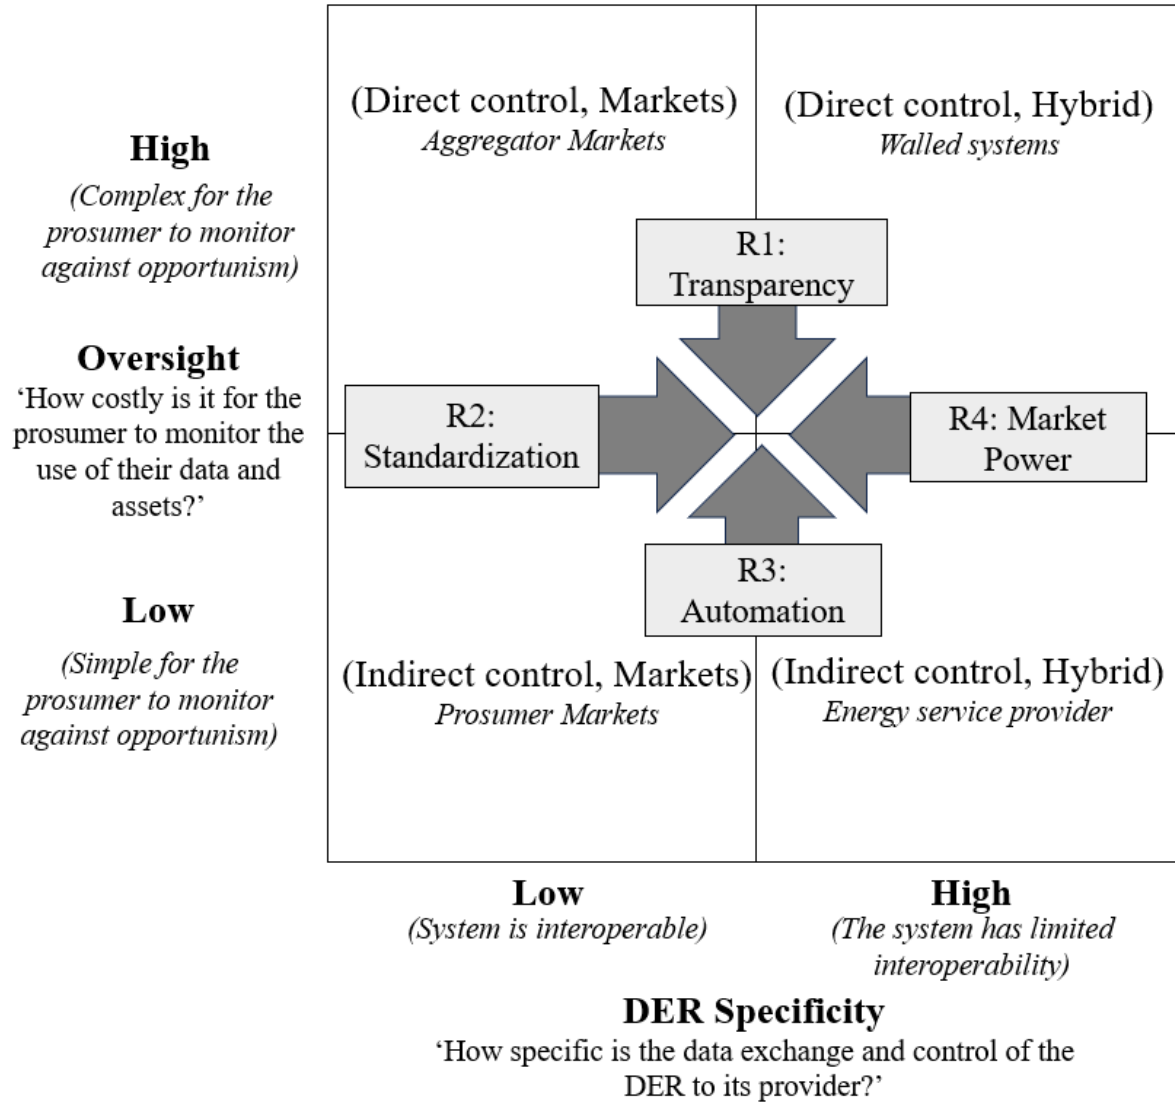 (Direct control, Markets)
Aggregator Markets
(Direct control, Hybrid)
Walled systems
High
(Complex for the
prosumer to monitor
against opportunism)
R1:
Transparency
Oversight
‘How costly is it for the
prosumer to monitor the
use of their data and
assets?’
R2:
Standardization
R4: Market
Power
R3:
Automation
Low
(Simple for the
prosumer to monitor
against opportunism)
(Indirect control, Markets)
Prosumer Markets
(Indirect control, Hybrid)
Energy service provider
Low
(System is interoperable)
High
(The system has limited
interoperability)
DER Specificity
‘How specific is the data exchange and control of the
DER to its provider?’